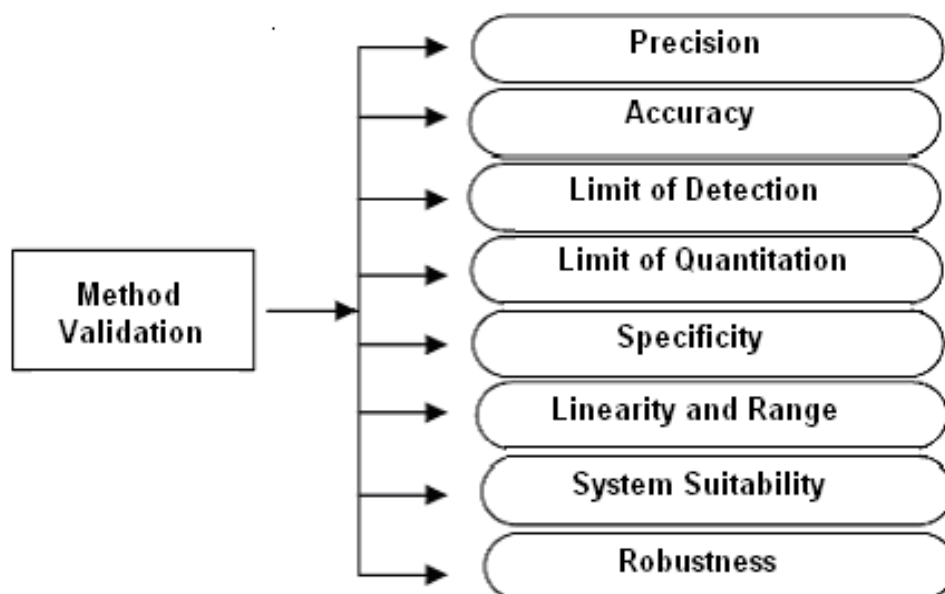 Method
Validation
Precision
Accuracy
Limit of Detection
Limit of Quantitation
Specificity
Linearity and Range
System Suitability
Robustness